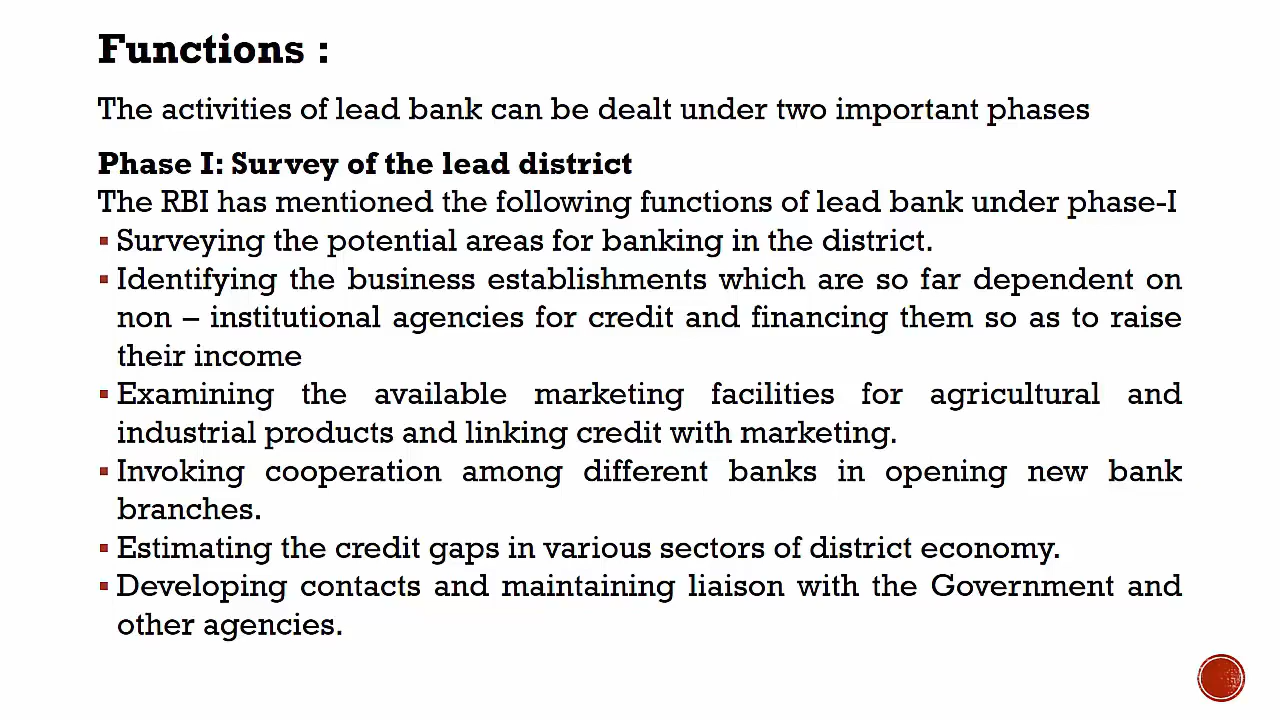 Functions :
The activities of lead bank can be dealt under two important phases
Phase I: Survey of the lead district
The RBI has mentioned the following functions of lead bank under phase-I
▪ Surveying the potential areas for banking in the district.
▪ Identifying the business establishments which are so far dependent on
non – institutional agencies for credit and financing them so as to raise
their income
▪ Examining the available marketing facilities for agricultural and
industrial products and linking credit with marketing.
▪ Invoking cooperation among different banks in opening new bank
branches.
▪ Estimating the credit gaps in various sectors of district economy.
▪ Developing contacts and maintaining liaison with the Government and
other agencies.